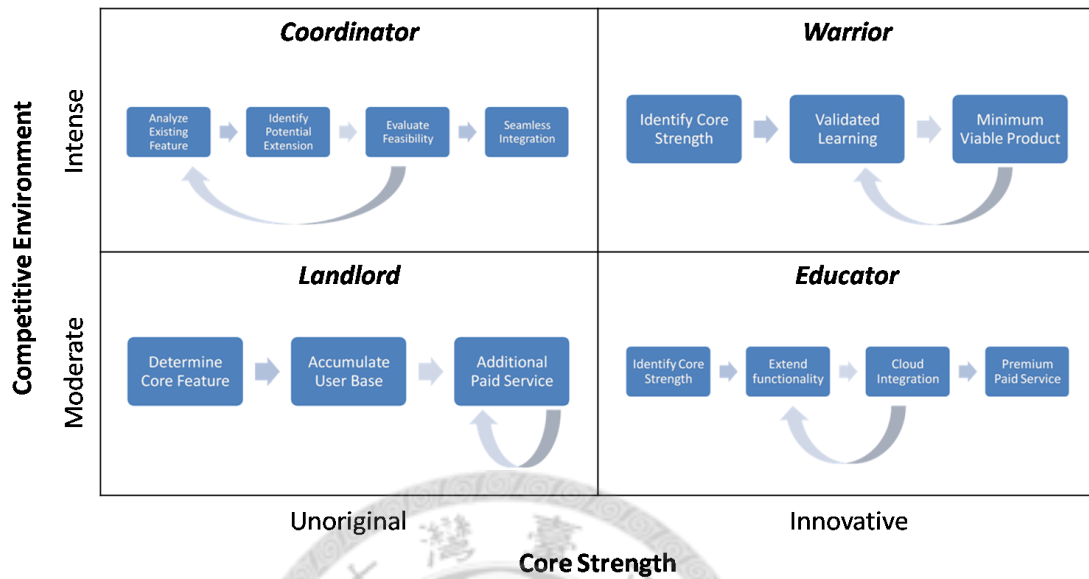 Coordinator
Warrior
Competitive Environment
Intense
Analyze
Existing
Feature
Identify
Potential
Extension
Evaluate
Feasibility
Seamless
Integration
Identify Core
Strength
Validated
Learning
Minimum
Viable Product
Landlord
Educator
Moderate
Determine
Core Feature
Accumulate
User Base
Additional
Paid Service
Identify Core
Strength
Extend
functionality
Cloud
Integration
Premium
Paid Service
Unoriginal
Innovative
灣
臺
Core Strength